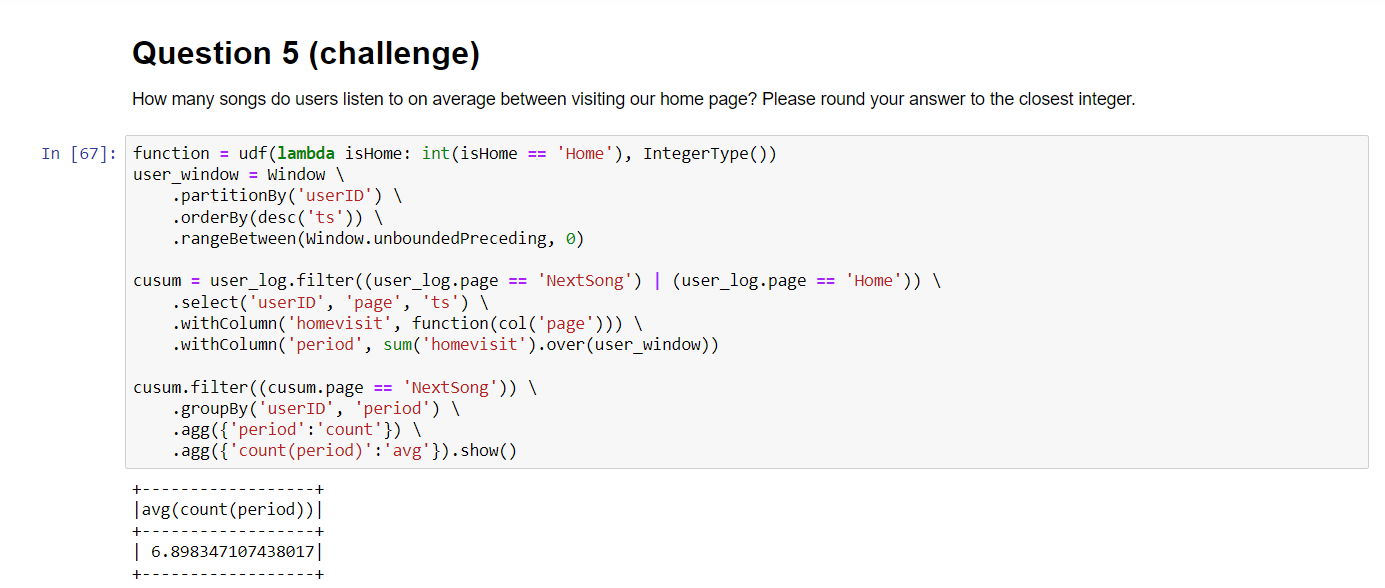 Question 5 (challenge)
How many songs do users listen to on average between visiting our home page? Please round your answer to the closest integer.
In [67]: function = udf(lambda isHome: int(isHome == 'Home'), IntegerType())
user_window = Window \
    .partitionBy('userID') \
    .orderBy(desc('ts')) \
    .rangeBetween(Window.unboundedPreceding, 0)

cusum = user_log.filter((user_log.page == 'NextSong') | (user_log.page == 'Home')) \
    .select('userID', 'page', 'ts') \
    .withColumn('homevisit', function(col('page'))) \
    .withColumn('period', sum('homevisit').over(user_window))

cusum.filter((cusum.page == 'NextSong')) \
    .groupBy('userID', 'period') \
    .agg({'period':'count'}) \
    .agg({'count(period)':'avg'}).show()
+------------------+
|avg(count(period))|
+------------------+
| 6.898347107438017|
+------------------+